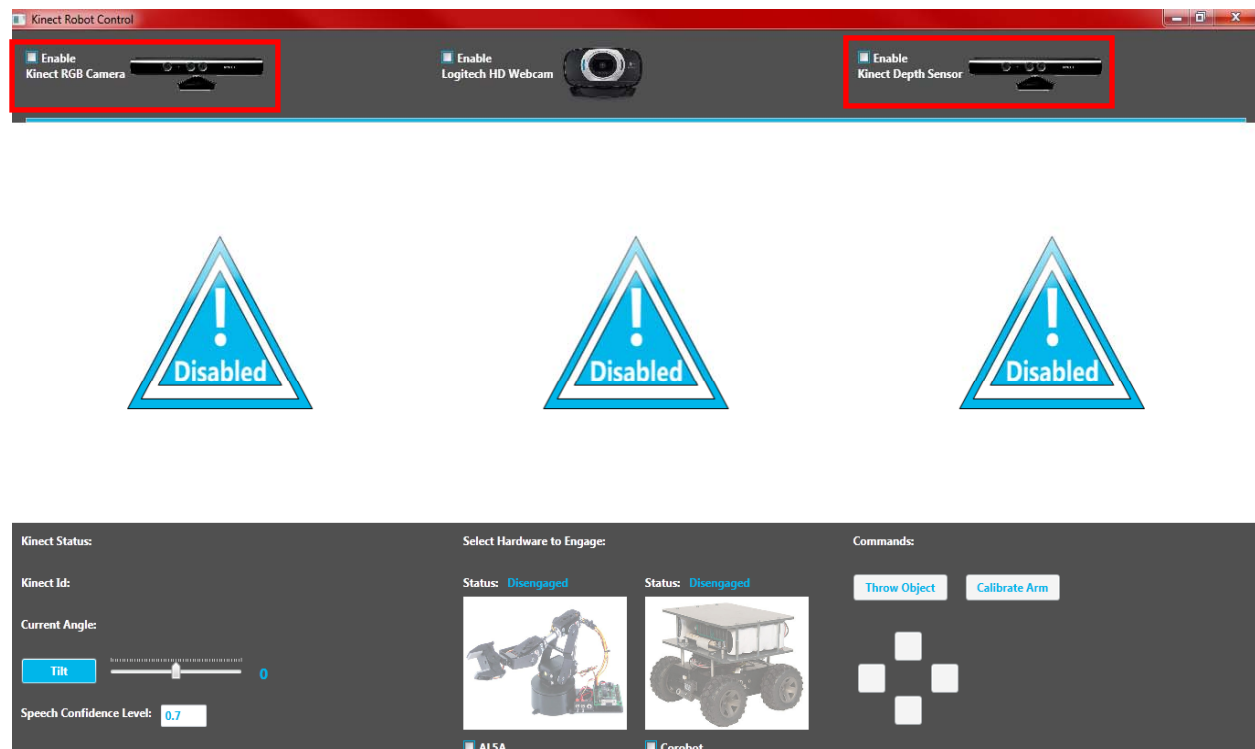 Kinect Robot Control
Enable
Kinect RGB Camera
Enable
Logitech HD Webcam
Enable
Kinect Depth Sensor
!
Disabled
!
Disabled
!
Disabled
Kinect Status:
Kinect Id:
Current Angle:
Tilt
0
Speech Confidence Level: 0.7
Select Hardware to Engage:
Status: Disengaged
Status: Disengaged
AL5A
Corobot
Commands:
Throw Object
Calibrate Arm